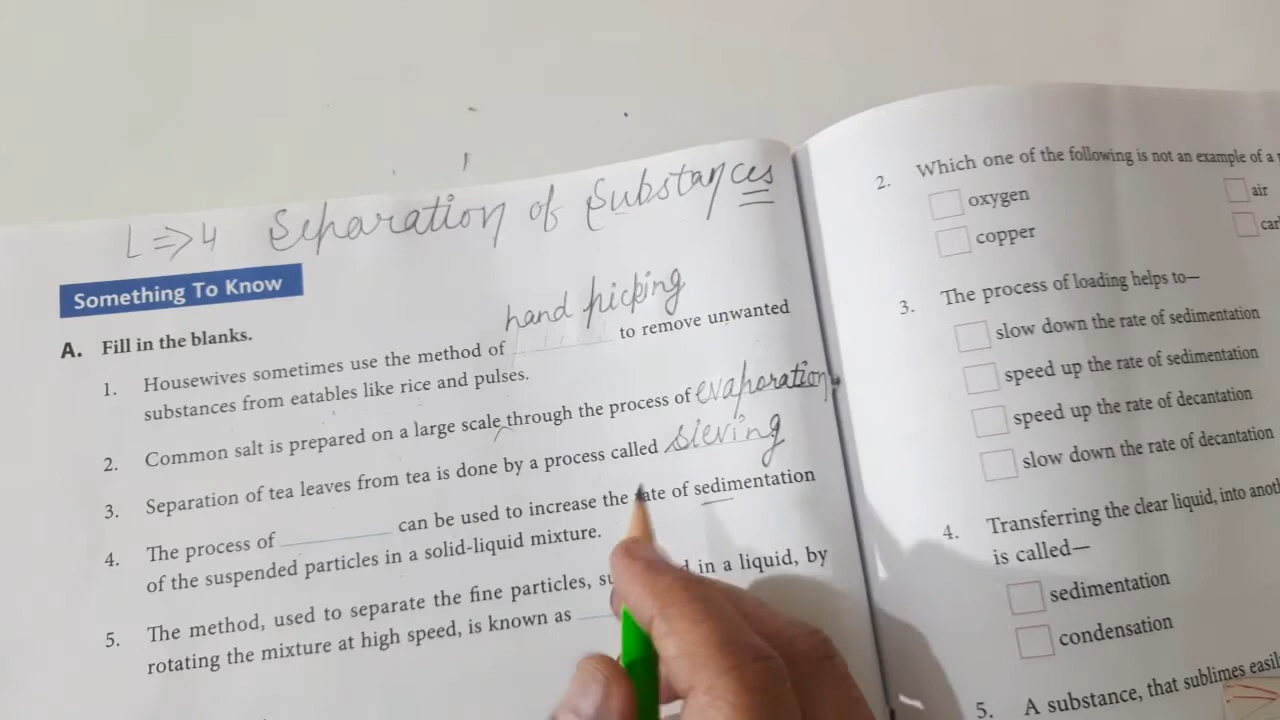 L => 4 Separation of Substances
Something To Know
A. Fill in the blanks.
hand picking
1. Housewives sometimes use the method of to remove unwanted
substances from eatables like rice and pulses.
2. Common salt is prepared on a large scale through the process of evaporation.
3. Separation of tea leaves from tea is done by a process called sieving
4. The process of can be used to increase the rate of sedimentation
of the suspended particles in a solid-liquid mixture.
5. The method, used to separate the fine particles, in a liquid, by
rotating the mixture at high speed, is known as
2. Which one of the following is not an example of a
oxygen air
copper
3. The process of loading helps to—
slow down the rate of sedimentation
speed up the rate of sedimentation
speed up the rate of decantation
slow down the rate of decantation
4. Transferring the clear liquid, into
is called—
sedimentation
condensation
5. A substance, that sublimes